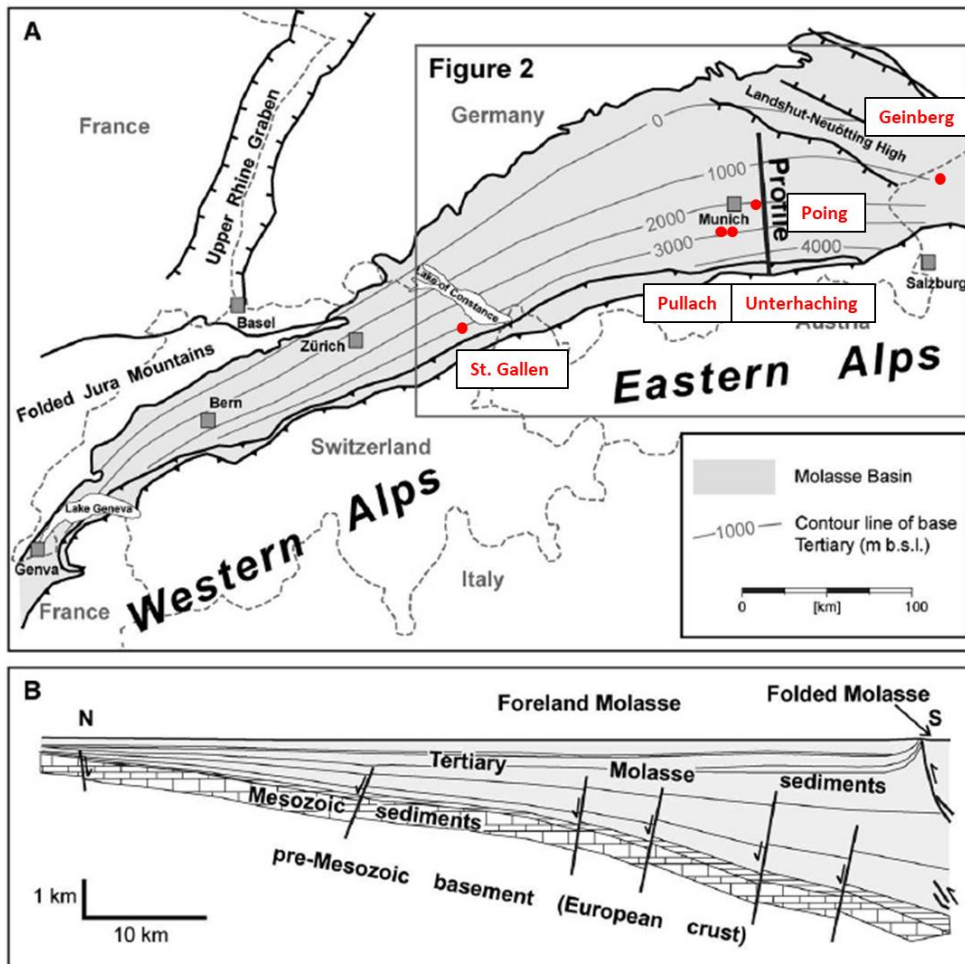 A
Figure 2
France
Upper Rhine Graben
Germany
0
Landshut-Neuötting High
Geinberg
1000
Profile
2000
Munich
Poing
3000
4000
Salzburg
Lake of Constance
Basel
Zürich
Pullach
Unterhaching
Austria
St. Gallen
Folded Jura Mountains
Eastern Alps
Bern
Switzerland
Lake Geneva
Western Alps
Genva
France
Italy
Molasse Basin
1000
Contour line of base
Tertiary (m b.s.l.)
0 [km] 100
B
N
Foreland Molasse
Folded Molasse
S
Tertiary Molasse sediments
Mesozoic sediments
pre-Mesozoic basement (European crust)
1 km
10 km